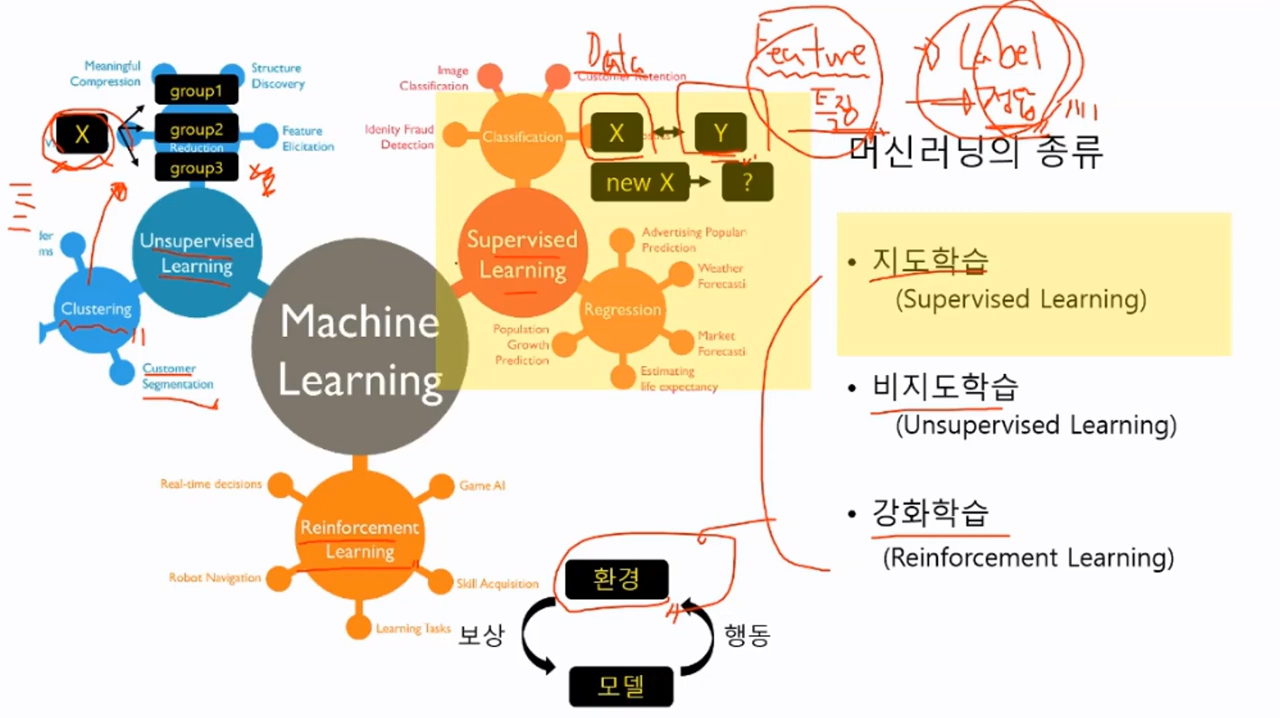 Data
Feature
특징
Label
정답
Meaningful
Compression
Structure
Discovery
Image
Classification
Customer Retention
group1
group2
group3
X
Reduction
Feature
Elicitation
Idenity Fraud
Detection
Classification
X
Y
new X
?
머신러닝의 종류
Unsupervised
Learning
Supervised
Learning
Advertising Popular
Prediction
Weather
Forecasti
Regression
Population
Growth
Prediction
Market
Forecasti
Estimating
life expectancy
Clustering
Customer
Segmentation
Machine
Learning
• 지도학습
(Supervised Learning)
• 비지도학습
(Unsupervised Learning)
• 강화학습
(Reinforcement Learning)
Real-time decisions
Game AI
Reinforcement
Learning
Robot Navigation
Skill Acquisition
Learning Tasks
환경
보상
행동
모델